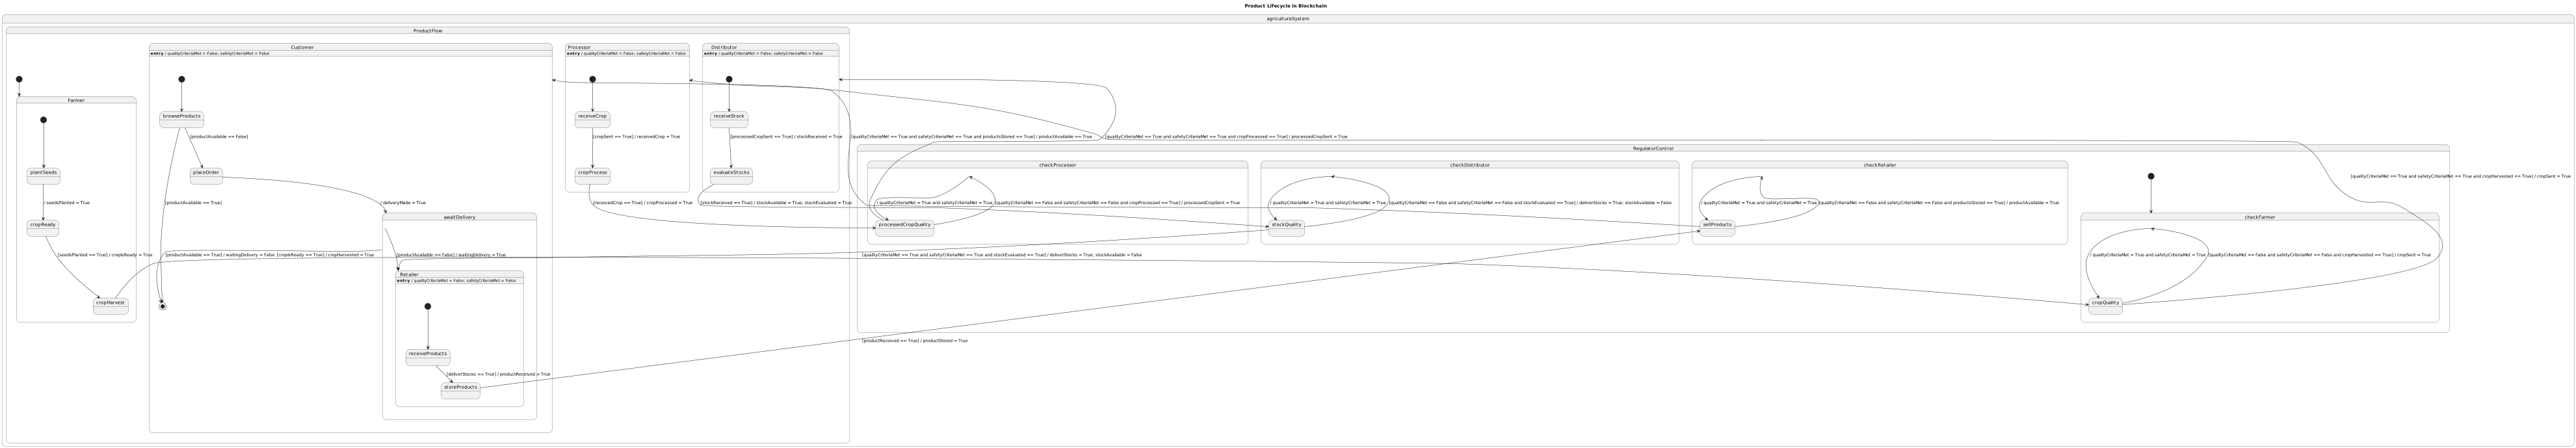 Product Lifecycle in Blockchain
agricultureSystem
ProductFlow
Customer
entry / qualityCriteriaMet = False; safetyCriteriaMet = False
Processor
entry / qualityCriteriaMet = False; safetyCriteriaMet = False
Distributor
entry / qualityCriteriaMet = False; safetyCriteriaMet = False
Farmer
browseProducts
receiveCrop
receiveStock
[productAvailable == False]
[cropSent == True] / receivedCrop = True
[processedCropSent == True] / stockReceived = True
[qualityCriteriaMet == True and safetyCriteriaMet == True and productsStored == True] / productAvailable = True
[qualityCriteriaMet == True and safetyCriteriaMet == True and cropProcessed == True] / processedCropSent = True
RegulatorControl
checkProcessor
checkDistributor
checkRetailer
plantSeeds
placeOrder
cropProcess
evaluateStocks
[qualityCriteriaMet == True and safetyCriteriaMet == True and cropHarvested == True] / cropSent = True
/ seedsPlanted = True
[productAvailable == True]
/ deliveryMade = True
[receivedCrop == True] / cropProcessed = True
[stockReceived == True] / stockAvailable = True; stockEvaluated = True
/ qualityCriteriaMet = True and safetyCriteriaMet = True
[qualityCriteriaMet == False and safetyCriteriaMet == False and cropProcessed == True] / processedCropSent = True
/ qualityCriteriaMet = True and safetyCriteriaMet = True
[qualityCriteriaMet == False and safetyCriteriaMet == False and stockEvaluated == True] / deliverStocks = True; stockAvailable = False
/ qualityCriteriaMet = True and safetyCriteriaMet = True
[qualityCriteriaMet == False and safetyCriteriaMet == False and productsStored == True] / productAvailable = True
cropReady
awaitDelivery
processedCropQuality
stockQuality
sellProducts
checkFarmer
[seedsPlanted == True] / cropbReady = True
[productAvailable == True] / waitingDelivery = False
[cropbReady == True] / cropHarvested = True
[productAvailable == False] / waitingDelivery = True
[qualityCriteriaMet == True and safetyCriteriaMet == True and stockEvaluated == True] / deliverStocks = True; stockAvailable = False
/ qualityCriteriaMet = True and safetyCriteriaMet = True
[qualityCriteriaMet == False and safetyCriteriaMet == False and cropHarvested == True] / cropSent = True
Retailer
entry / qualityCriteriaMet = False; safetyCriteriaMet = False
cropHarvest
cropQuality
[productReceived == True] / productStored = True
receiveProducts
[deliverStocks == True] / productReceived = True
storeProducts